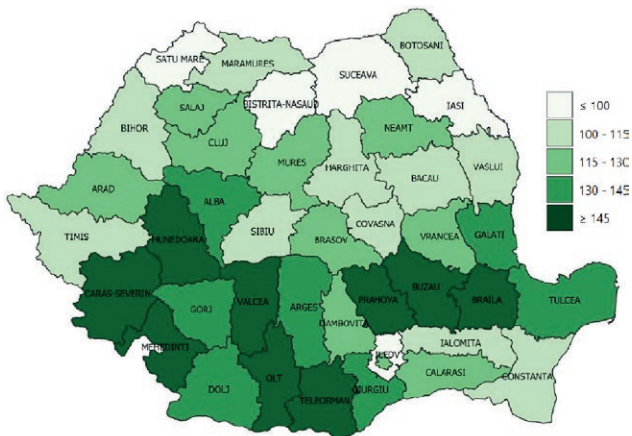 BOTOSANI
SATU MARE
MARAMURES
SUCEAVA
≤ 100
100 - 115
115 - 130
130 - 145
≥ 145
BISTRITA-NASAUD
IASI
SALAJ
NEAMT
BIHOR
CLUJ
MURES
HARGHITA
VASLUI
BACAU
ARAD
ALBA
COVASNA
TIMIS
SIBIU
HUNEDOARA
BRASOV
VRANCEA
GALATI
CARAS-SEVERIN
VALCEA
BUZAU
GORJ
ARGES
PRAHOVA
BRAILA
TULCEA
DAMBOVITA
MEHEDINTI
IALOMITA
ILFOV
CALARASI
DOLJ
OLT
GIURGIU
CONSTANTA
TELEORMAN